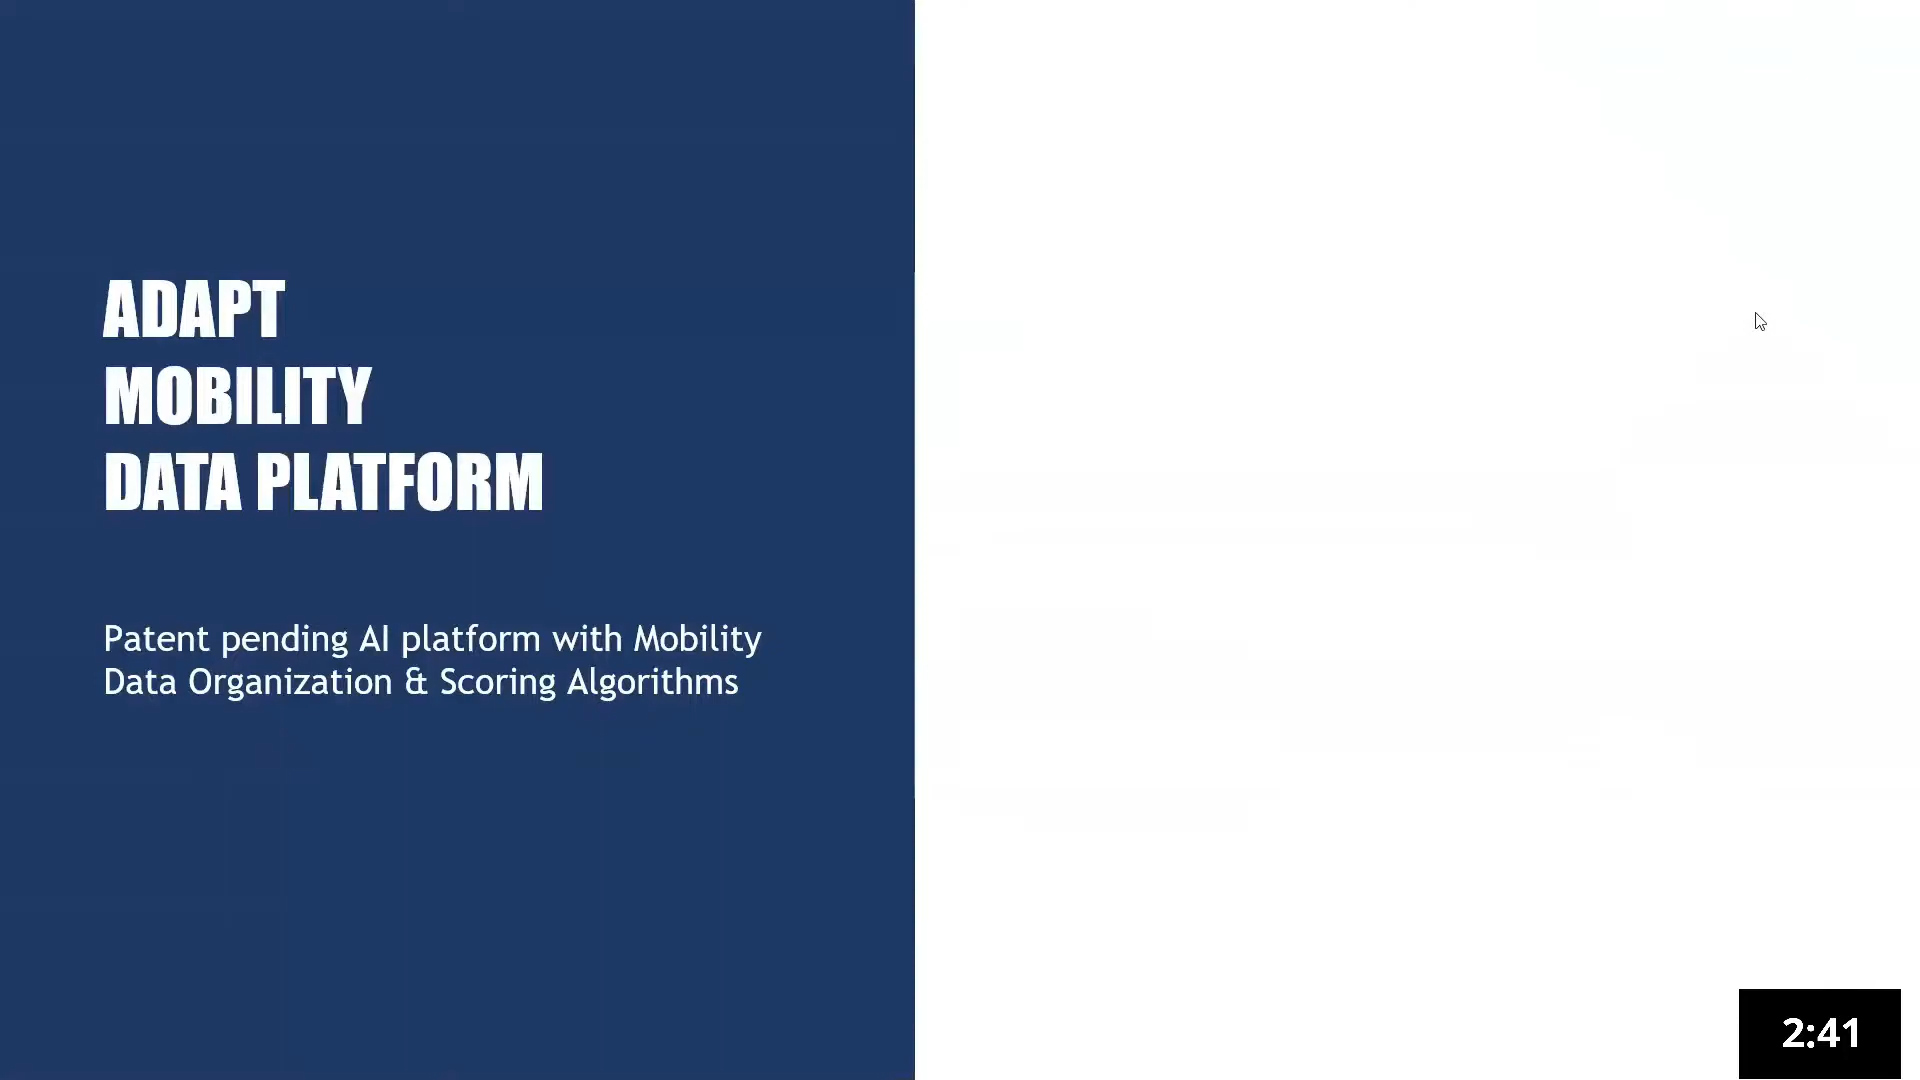 ADAPT
MOBILITY
DATA PLATFORM
Patent pending AI platform with Mobility
Data Organization & Scoring Algorithms
2:41